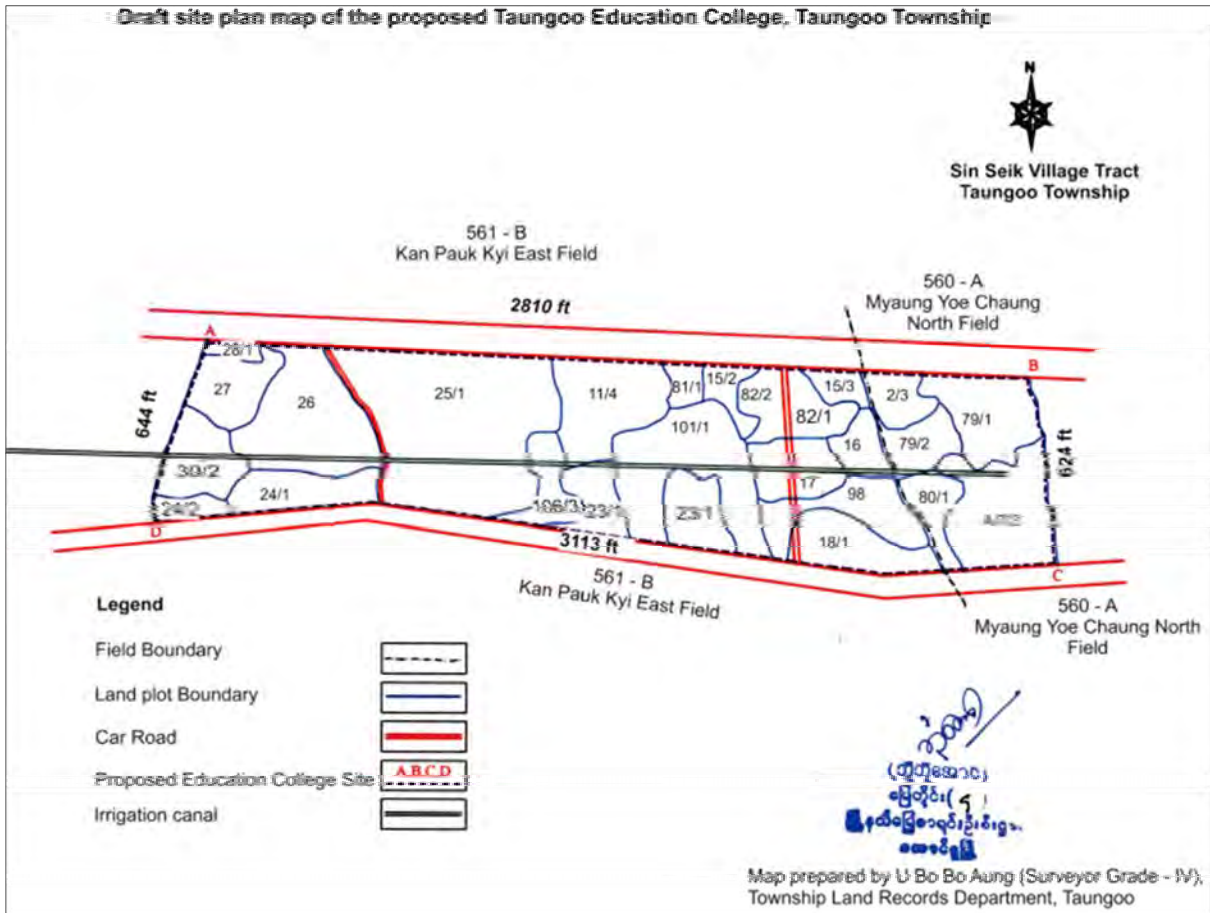 Draft site plan map of the proposed Taungoo Education College, Taungoo Township
N
Sin Seik Village Tract
Taungoo Township
561 - B
Kan Pauk Kyi East Field
2810 ft
560 - A
Myaung Yoe Chaung
North Field
A
B
28/1
27
26
25/1
11/4
81/1
15/2
82/2
15/3
82/1
2/3
79/1
101/1
16
79/2
644 ft
624 ft
30/2
24/1
24/2
106/3
23/1
23/1
17
98
80/1
18/1
D
C
3113 ft
561 - B
Kan Pauk Kyi East Field
560 - A
Myaung Yoe Chaung North
Field
Legend
Field Boundary
Land plot Boundary
Car Road
Proposed Education College Site
A B C D
Irrigation canal
Map prepared by U Bo Bo Aung (Surveyor Grade - IV),
Township Land Records Department, Taungoo